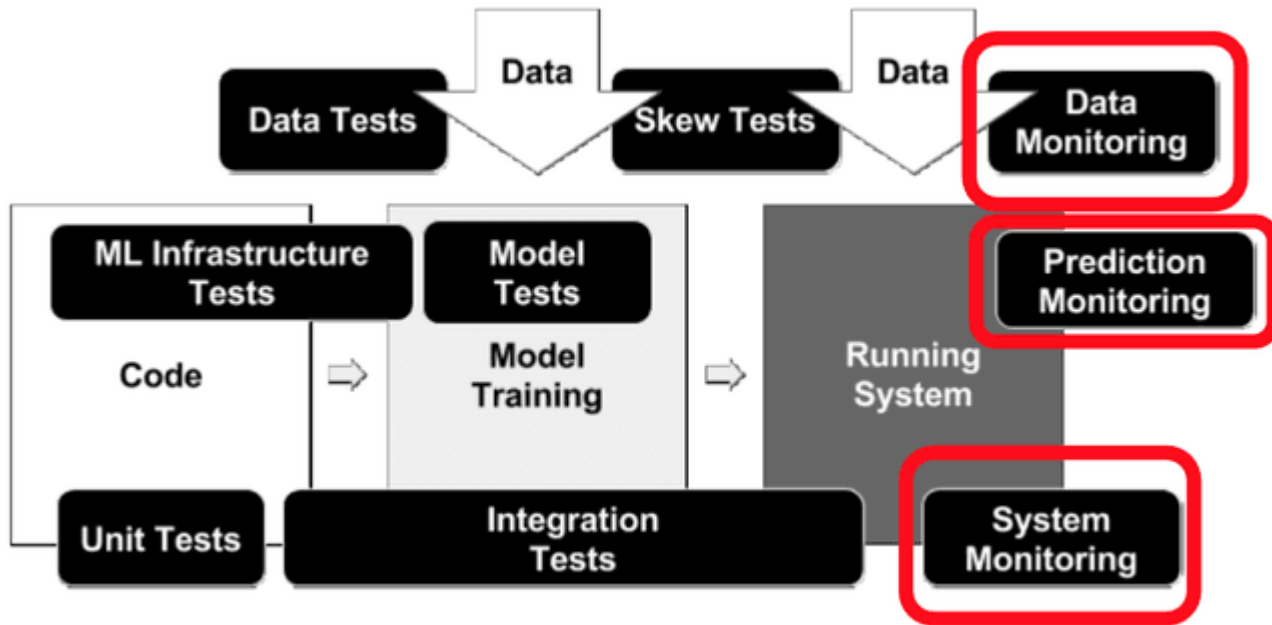 Data
Data
Data Tests
Skew Tests
Data
Monitoring
ML Infrastructure
Tests
Model
Tests
Prediction
Monitoring
Code
Model
Training
Running
System
Unit Tests
Integration
Tests
System
Monitoring